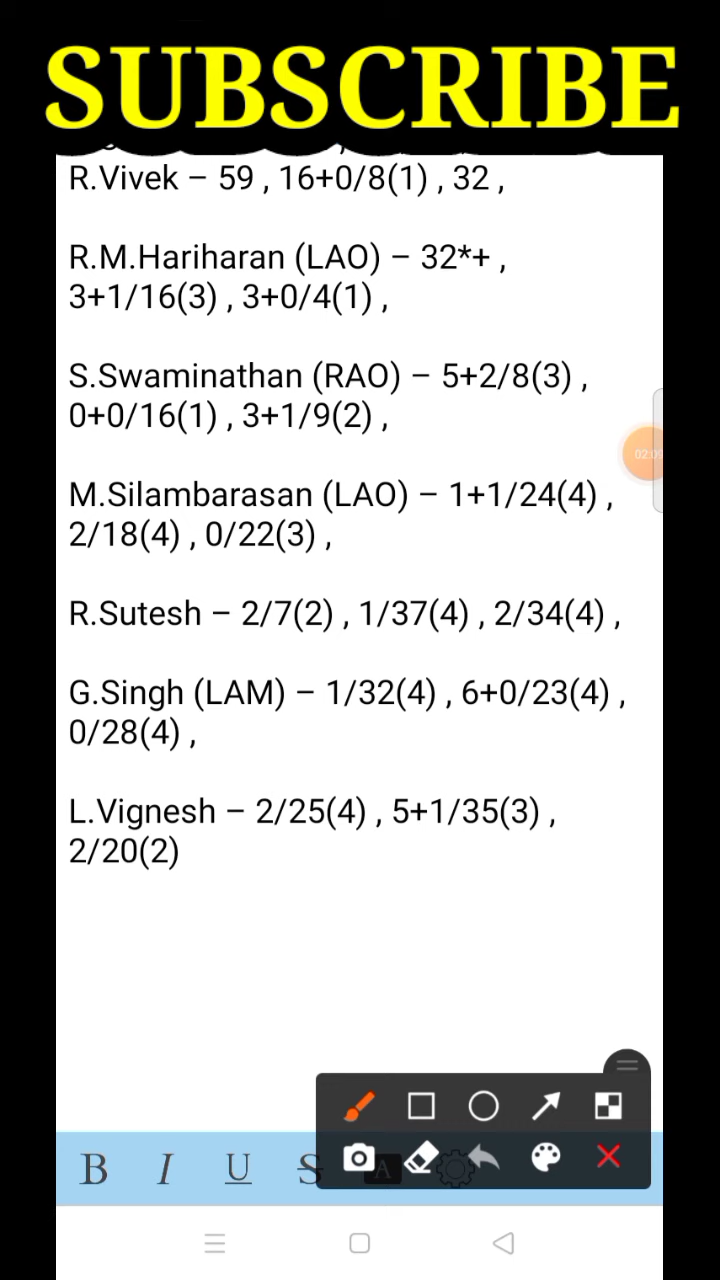 SUBSCRIBE
R.Vivek – 59 , 16+0/8(1) , 32 ,
R.M.Hariharan (LAO) – 32*+ ,
3+1/16(3) , 3+0/4(1) ,
S.Swaminathan (RAO) – 5+2/8(3) ,
0+0/16(1) , 3+1/9(2) ,
M.Silambarasan (LAO) – 1+1/24(4) ,
2/18(4) , 0/22(3) ,
R.Sutesh – 2/7(2) , 1/37(4) , 2/34(4) ,
G.Singh (LAM) – 1/32(4) , 6+0/23(4) ,
0/28(4) ,
L.Vignesh – 2/25(4) , 5+1/35(3) ,
2/20(2)
B I U S A